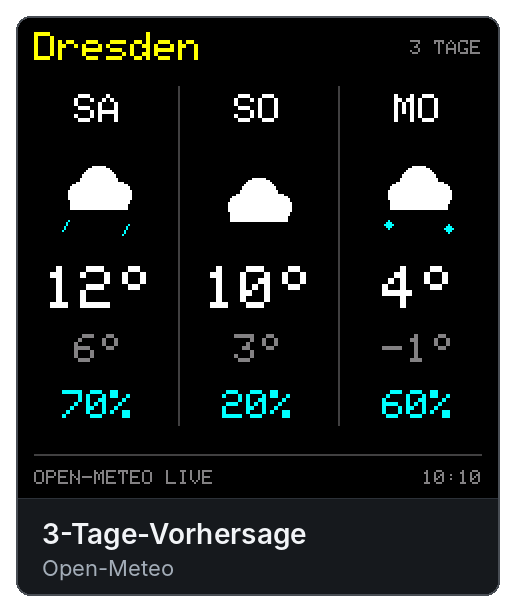 Dresden 3 TAGE
SA SO MO
12° 10° 4°
6° 3° -1°
70% 20% 60%
OPEN-METEO LIVE 10:10
3-Tage-Vorhersage
Open-Meteo